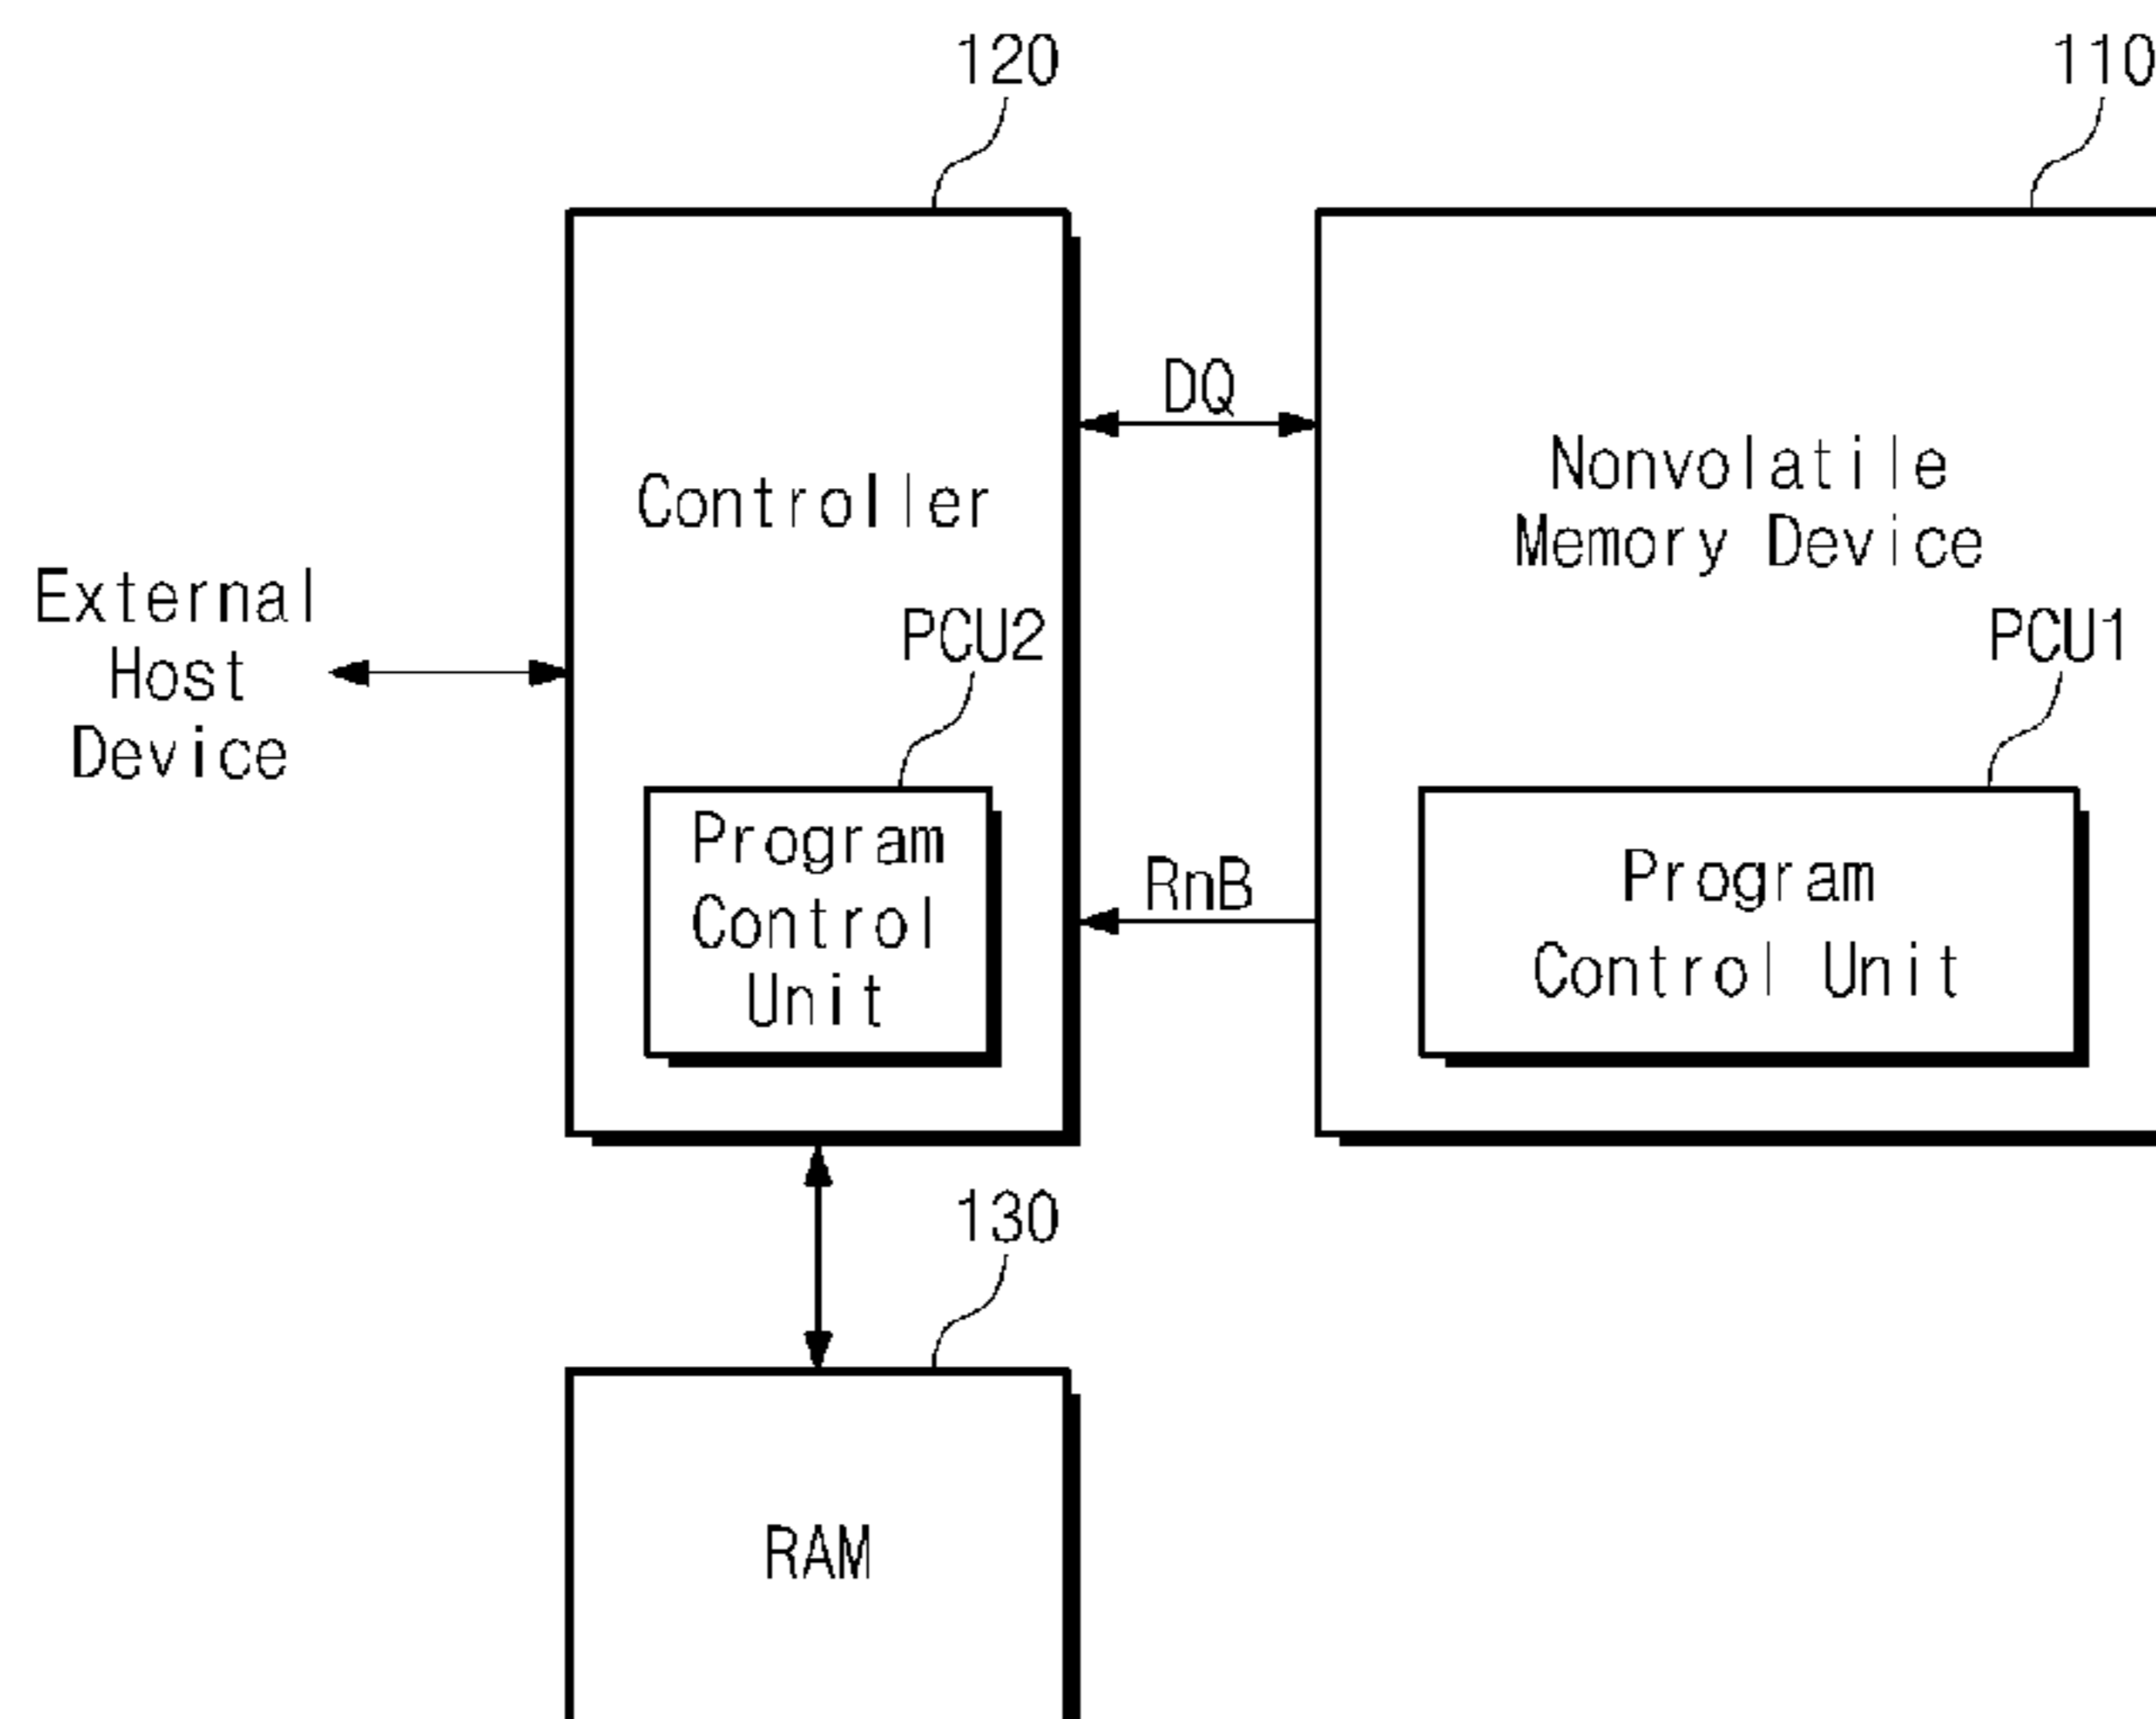 120
110
DQ
Controller
Nonvolatile
Memory Device
External
Host
Device
PCU2
PCU1
Program
Control
Unit
RnB
Program
Control Unit
130
RAM